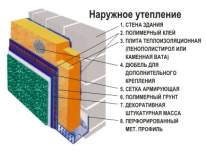 Наружное утепление
1. СТЕНА ЗДАНИЯ
2. ПОЛИМЕРНЫЙ КЛЕЙ
3. ПЛИТА ТЕПЛОИЗОЛЯЦИОННАЯ
(ПЕНОПОЛИСТИРОЛ ИЛИ
КАМЕННАЯ ВАТА)
4. ДЮБЕЛЬ ДЛЯ
ДОПОЛНИТЕЛЬНОГО
КРЕПЛЕНИЯ
5. СЕТКА АРМИРУЮЩАЯ
6. ПОЛИМЕРНЫЙ ГРУНТ
7. ДЕКОРАТИВНАЯ
ШТУКАТУРНАЯ МАССА
8. ПЕРФОРИРОВАННЫЙ
МЕТ. ПРОФИЛЬ